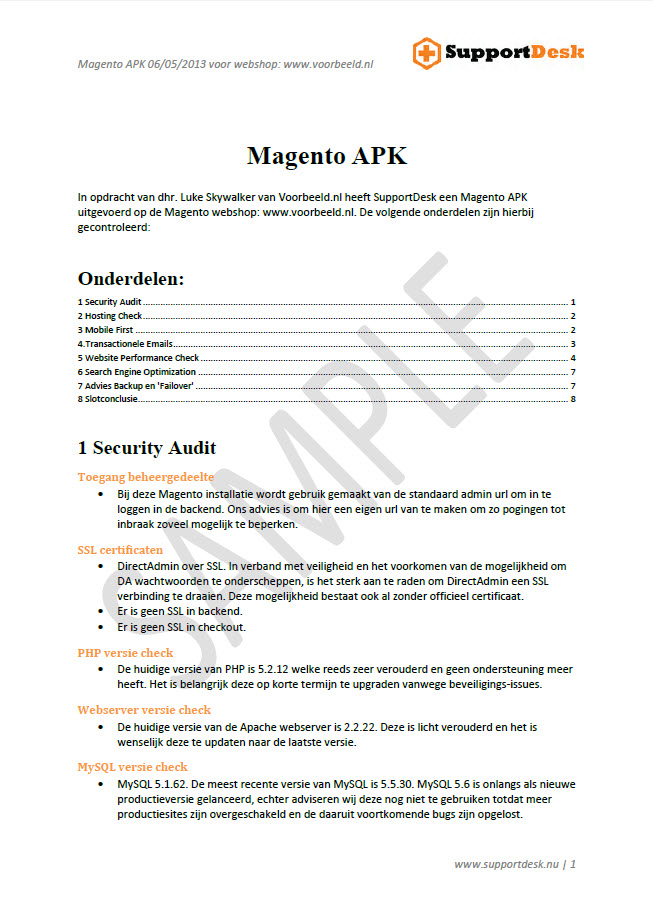 Magento APK 06/05/2013 voor webshop: www.voorbeeld.nl
SupportDesk
Magento APK
In opdracht van dhr. Luke Skywalker van Voorbeeld.nl heeft SupportDesk een Magento APK
uitgevoerd op de Magento webshop: www.voorbeeld.nl. De volgende onderdelen zijn hierbij
gecontroleerd:
Onderdelen:
1 Security Audit 1
2 Hosting Check 2
3 Mobile First 2
4.Transactionele Emails 3
5 Website Performance Check 4
6 Search Engine Optimization 7
7 Advies Backup en 'Failover' 7
8 Slotconclusie 8
SAMPLE
1 Security Audit
Toegang beheergedeelte
• Bij deze Magento installatie wordt gebruik gemaakt van de standaard admin url om in te
loggen in de backend. Ons advies is om hier een eigen url van te maken om zo pogingen tot
inbraak zoveel mogelijk te beperken.
SSL certificaten
• DirectAdmin over SSL. In verband met veiligheid en het voorkomen van de mogelijkheid om
DA wachtwoorden te onderscheppen, is het sterk aan te raden om DirectAdmin een SSL
verbinding te draaien. Deze mogelijkheid bestaat ook al zonder officieel certificaat.
• Er is geen SSL in backend.
• Er is geen SSL in checkout.
PHP versie check
• De huidige versie van PHP is 5.2.12 welke reeds zeer verouderd en geen ondersteuning meer
heeft. Het is belangrijk deze op korte termijn te upgraden vanwege beveiligings-issues.
Webserver versie check
• De huidige versie van de Apache webserver is 2.2.22. Deze is licht verouderd en het is
wenselijk deze te updaten naar de laatste versie.
MySQL versie check
• MySQL 5.1.62. De meest recente versie van MySQL is 5.5.30. MySQL 5.6 is onlangs als nieuwe
productieversie gelanceerd, echter adviseren wij deze nog niet te gebruiken totdat meer
productiesites zijn overgeschakeld en de daaruit voortkomende bugs zijn opgelost.
www.supportdesk.nu | 1